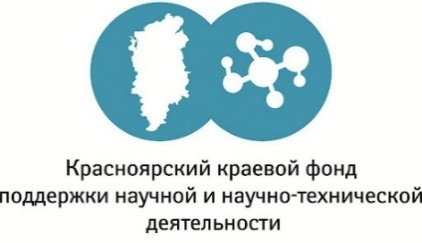 Красноярский краевой фонд
поддержки научной и научно-технической
деятельности